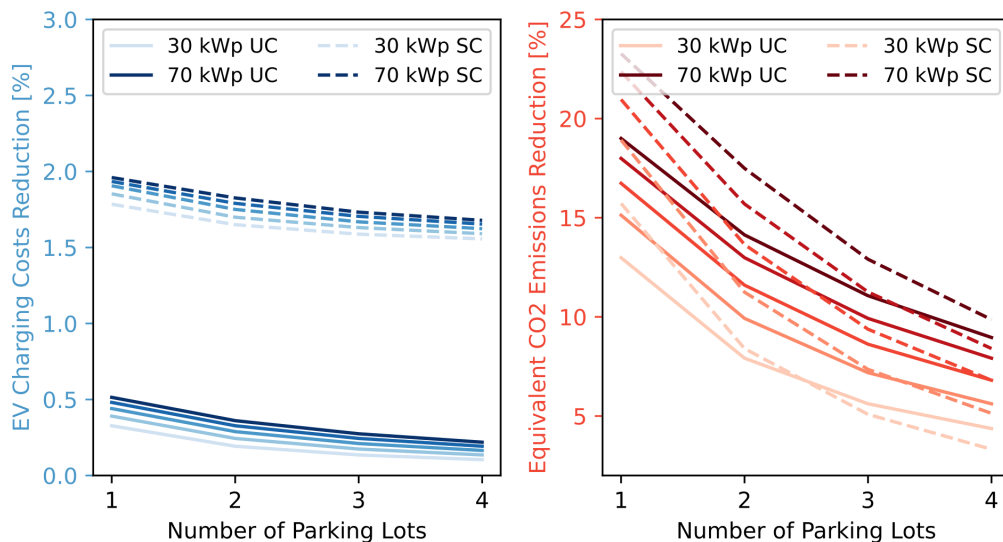 EV Charging Costs Reduction [%]
3.0
2.5
2.0
1.5
1.0
0.5
0.0
30 kWp UC
70 kWp UC
30 kWp SC
70 kWp SC
1 2 3 4
Number of Parking Lots
Equivalent CO2 Emissions Reduction [%]
25
20
15
10
5
30 kWp UC
70 kWp UC
30 kWp SC
70 kWp SC
1 2 3 4
Number of Parking Lots